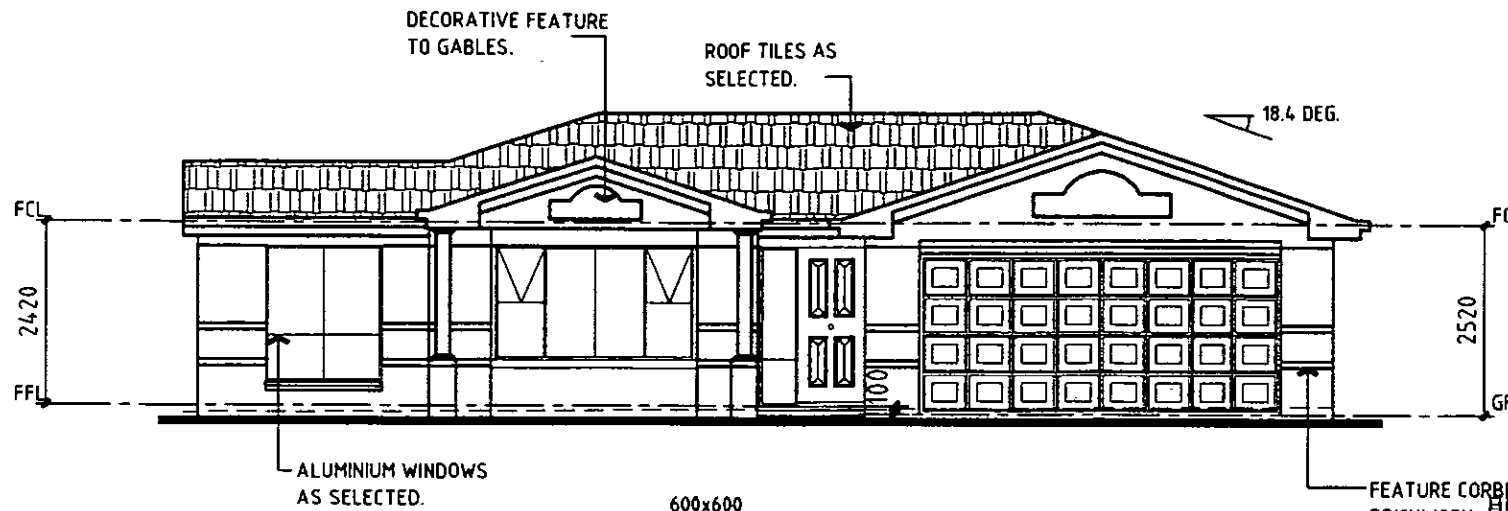 DECORATIVE FEATURE
TO GABLES.
ROOF TILES AS
SELECTED.
18.4 DEG.
FCL
2420
2520
FFL
100
ALUMINIUM WINDOWS
AS SELECTED.
600x600
FEATURE